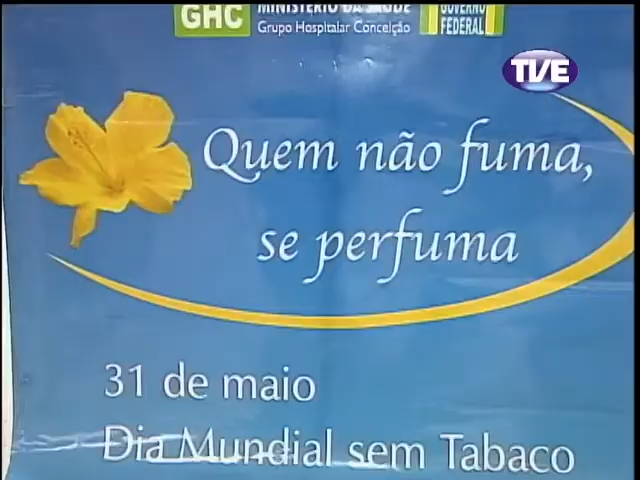 GHC
MINISTÉRIO DA SAÚDE
Grupo Hospitalar Conceição
GOVERNO
FEDERAL
TVE
Quem não fuma,
se perfuma
31 de maio
Dia Mundial sem Tabaco